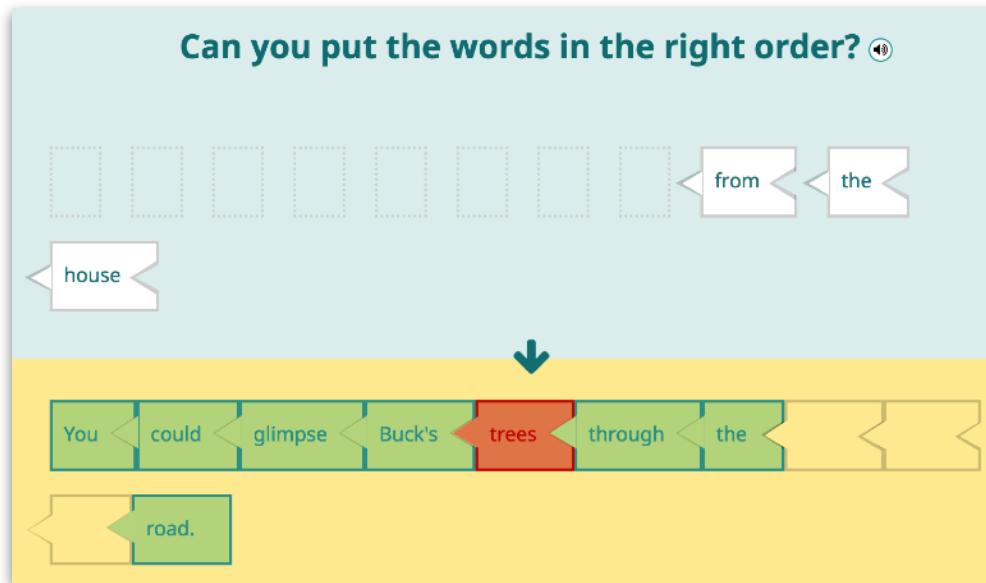 Can you put the words in the right order?
from the
house
You could glimpse Buck's trees through the
road.